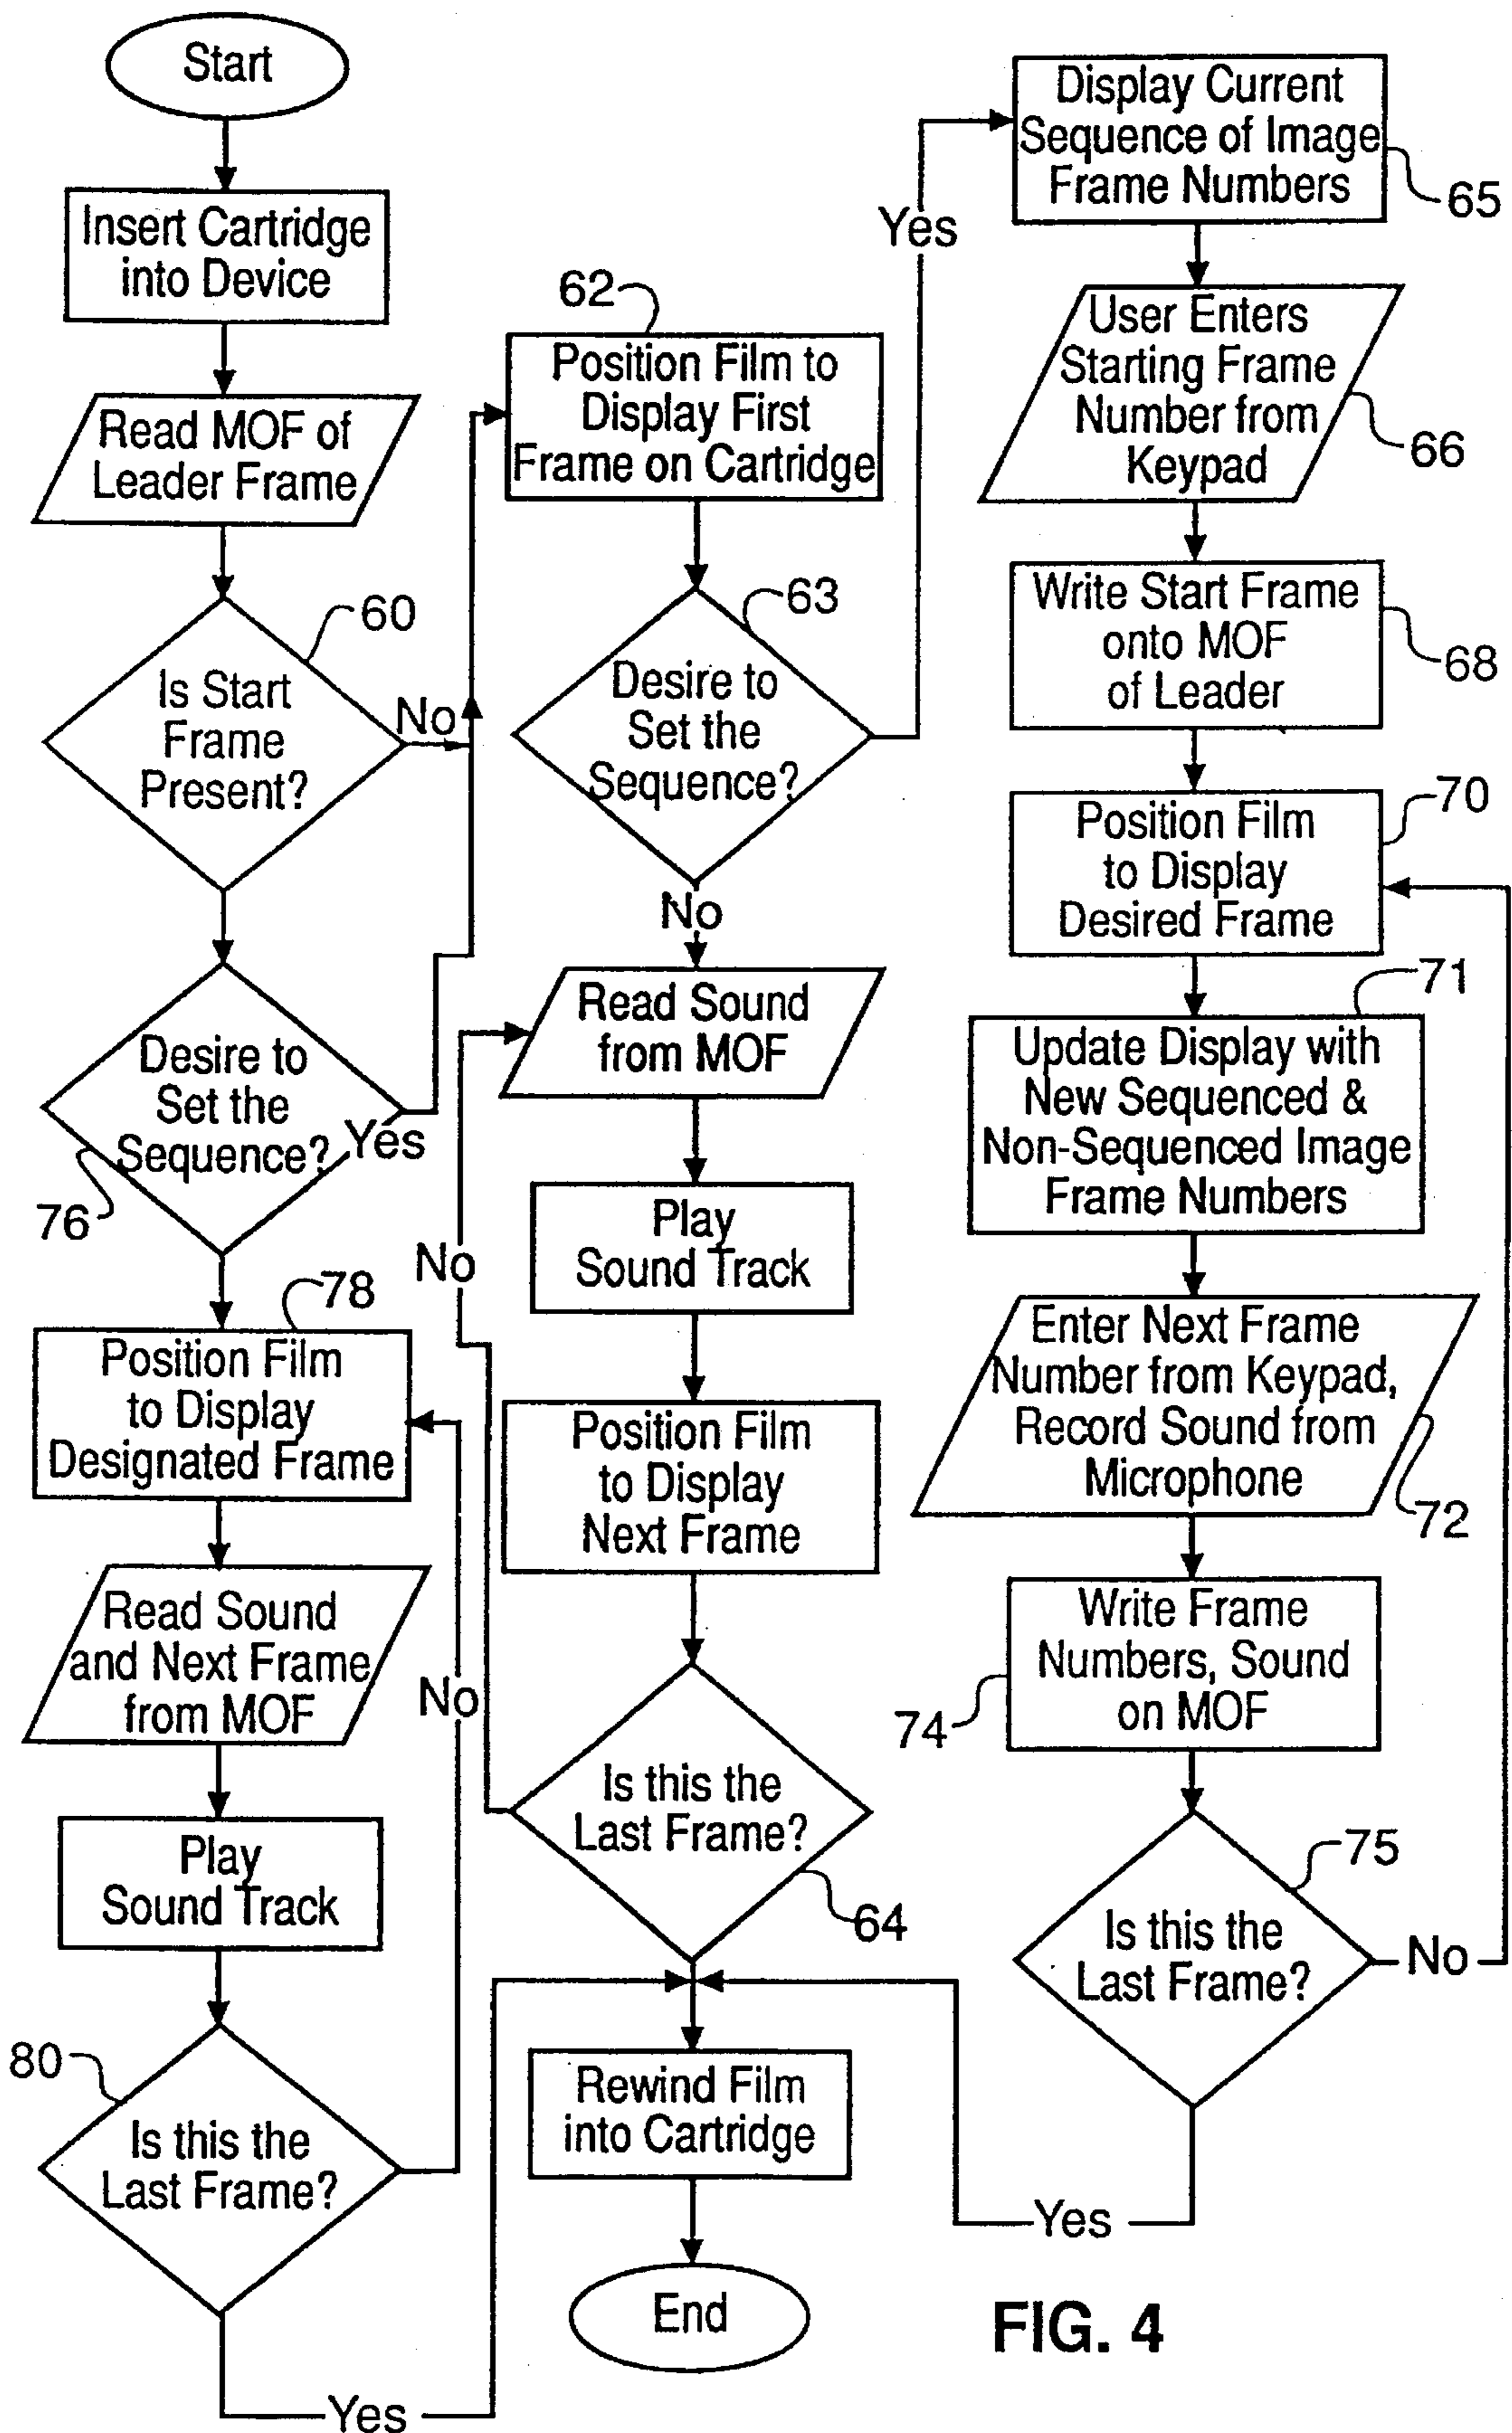 Start
Insert Cartridge
into Device
Read MOF of
Leader Frame
60
Is Start
Frame
Present?
No
Desire to
Set the
Sequence?
Yes
76
78
Position Film
to Display
Designated Frame
Read Sound
and Next Frame
from MOF
Play
Sound Track
80
Is this the
Last Frame?
No
Yes
62
Position Film to
Display First
Frame on Cartridge
63
Desire to
Set the
Sequence?
Yes
No
Read Sound
from MOF
Play
Sound Track
Position Film
to Display
Next Frame
No
Is this the
Last Frame?
64
Rewind Film
into Cartridge
End
Display Current
Sequence of Image
Frame Numbers
65
User Enters
Starting Frame
Number from
Keypad
66
Write Start Frame
onto MOF
of Leader
68
70
Position Film
to Display
Desired Frame
71
Update Display with
New Sequenced &
Non-Sequenced Image
Frame Numbers
Enter Next Frame
Number from Keypad,
Record Sound from
Microphone
72
Write Frame
Numbers, Sound
on MOF
74
75
Is this the
Last Frame?
No
Yes
FIG. 4